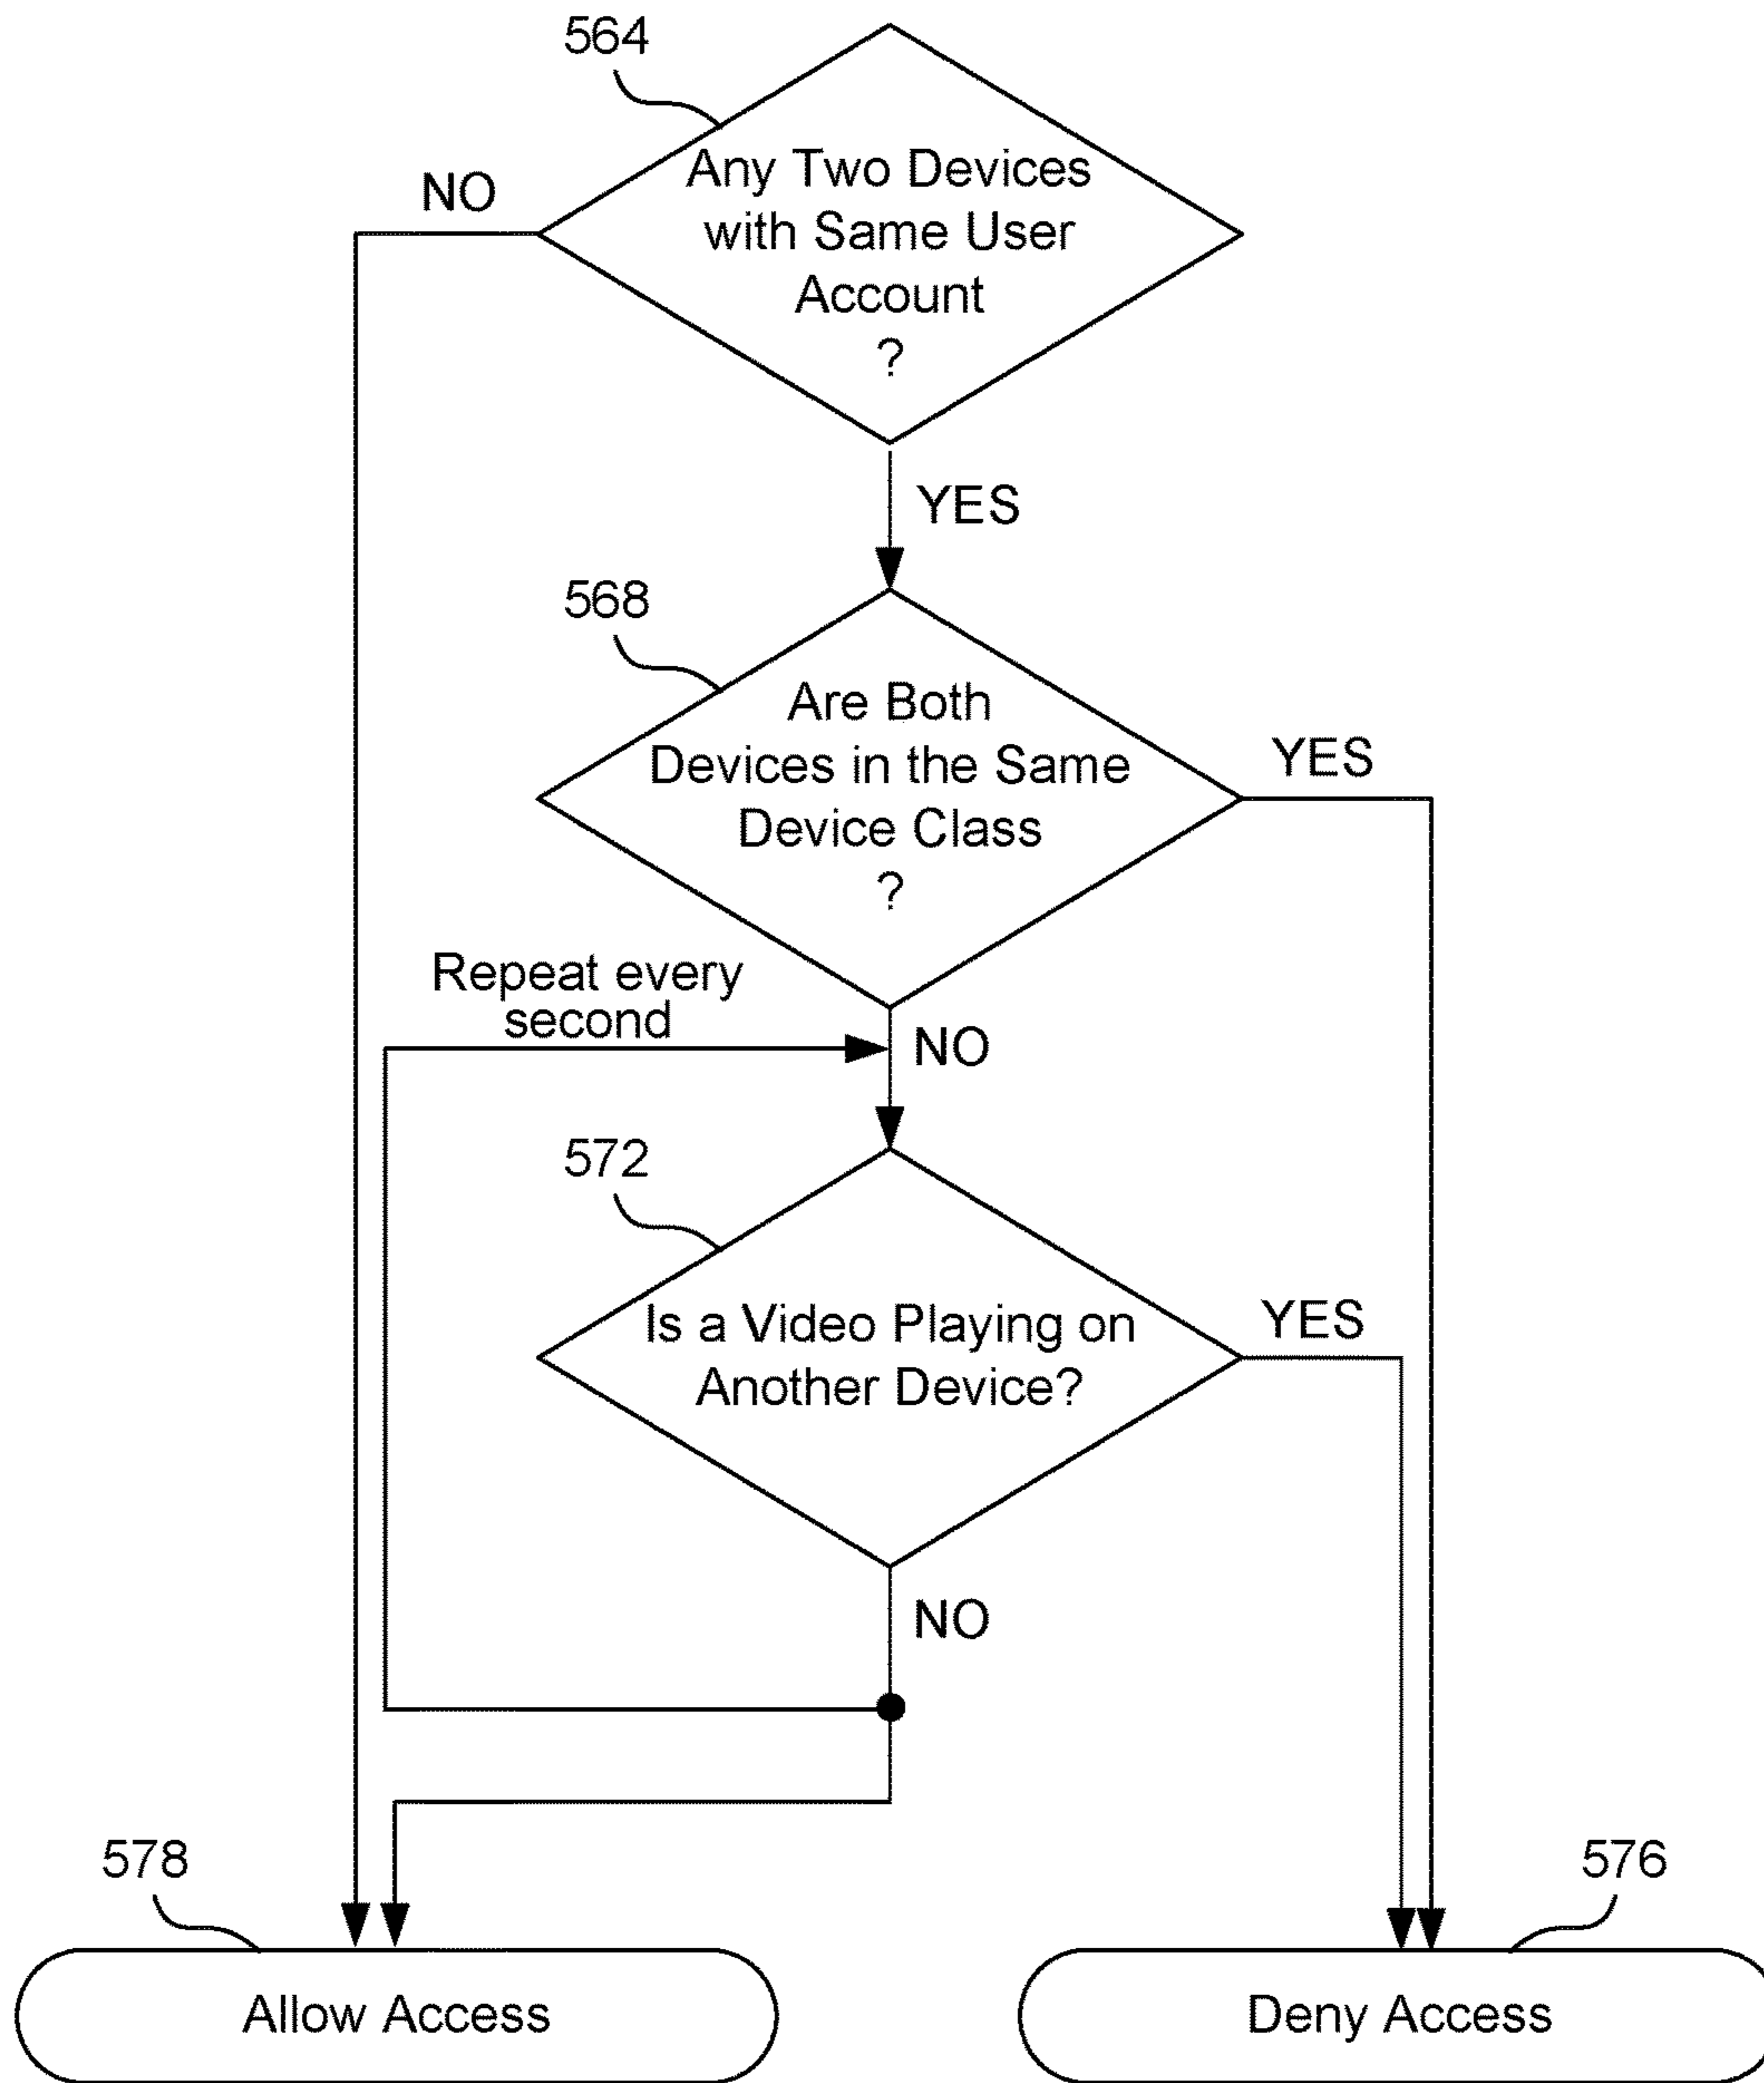 564
Any Two Devices
with Same User
Account
?
NO
YES
568
Are Both
Devices in the Same
Device Class
?
YES
Repeat every
second
NO
572
Is a Video Playing on
Another Device?
YES
NO
578
576
Allow Access
Deny Access